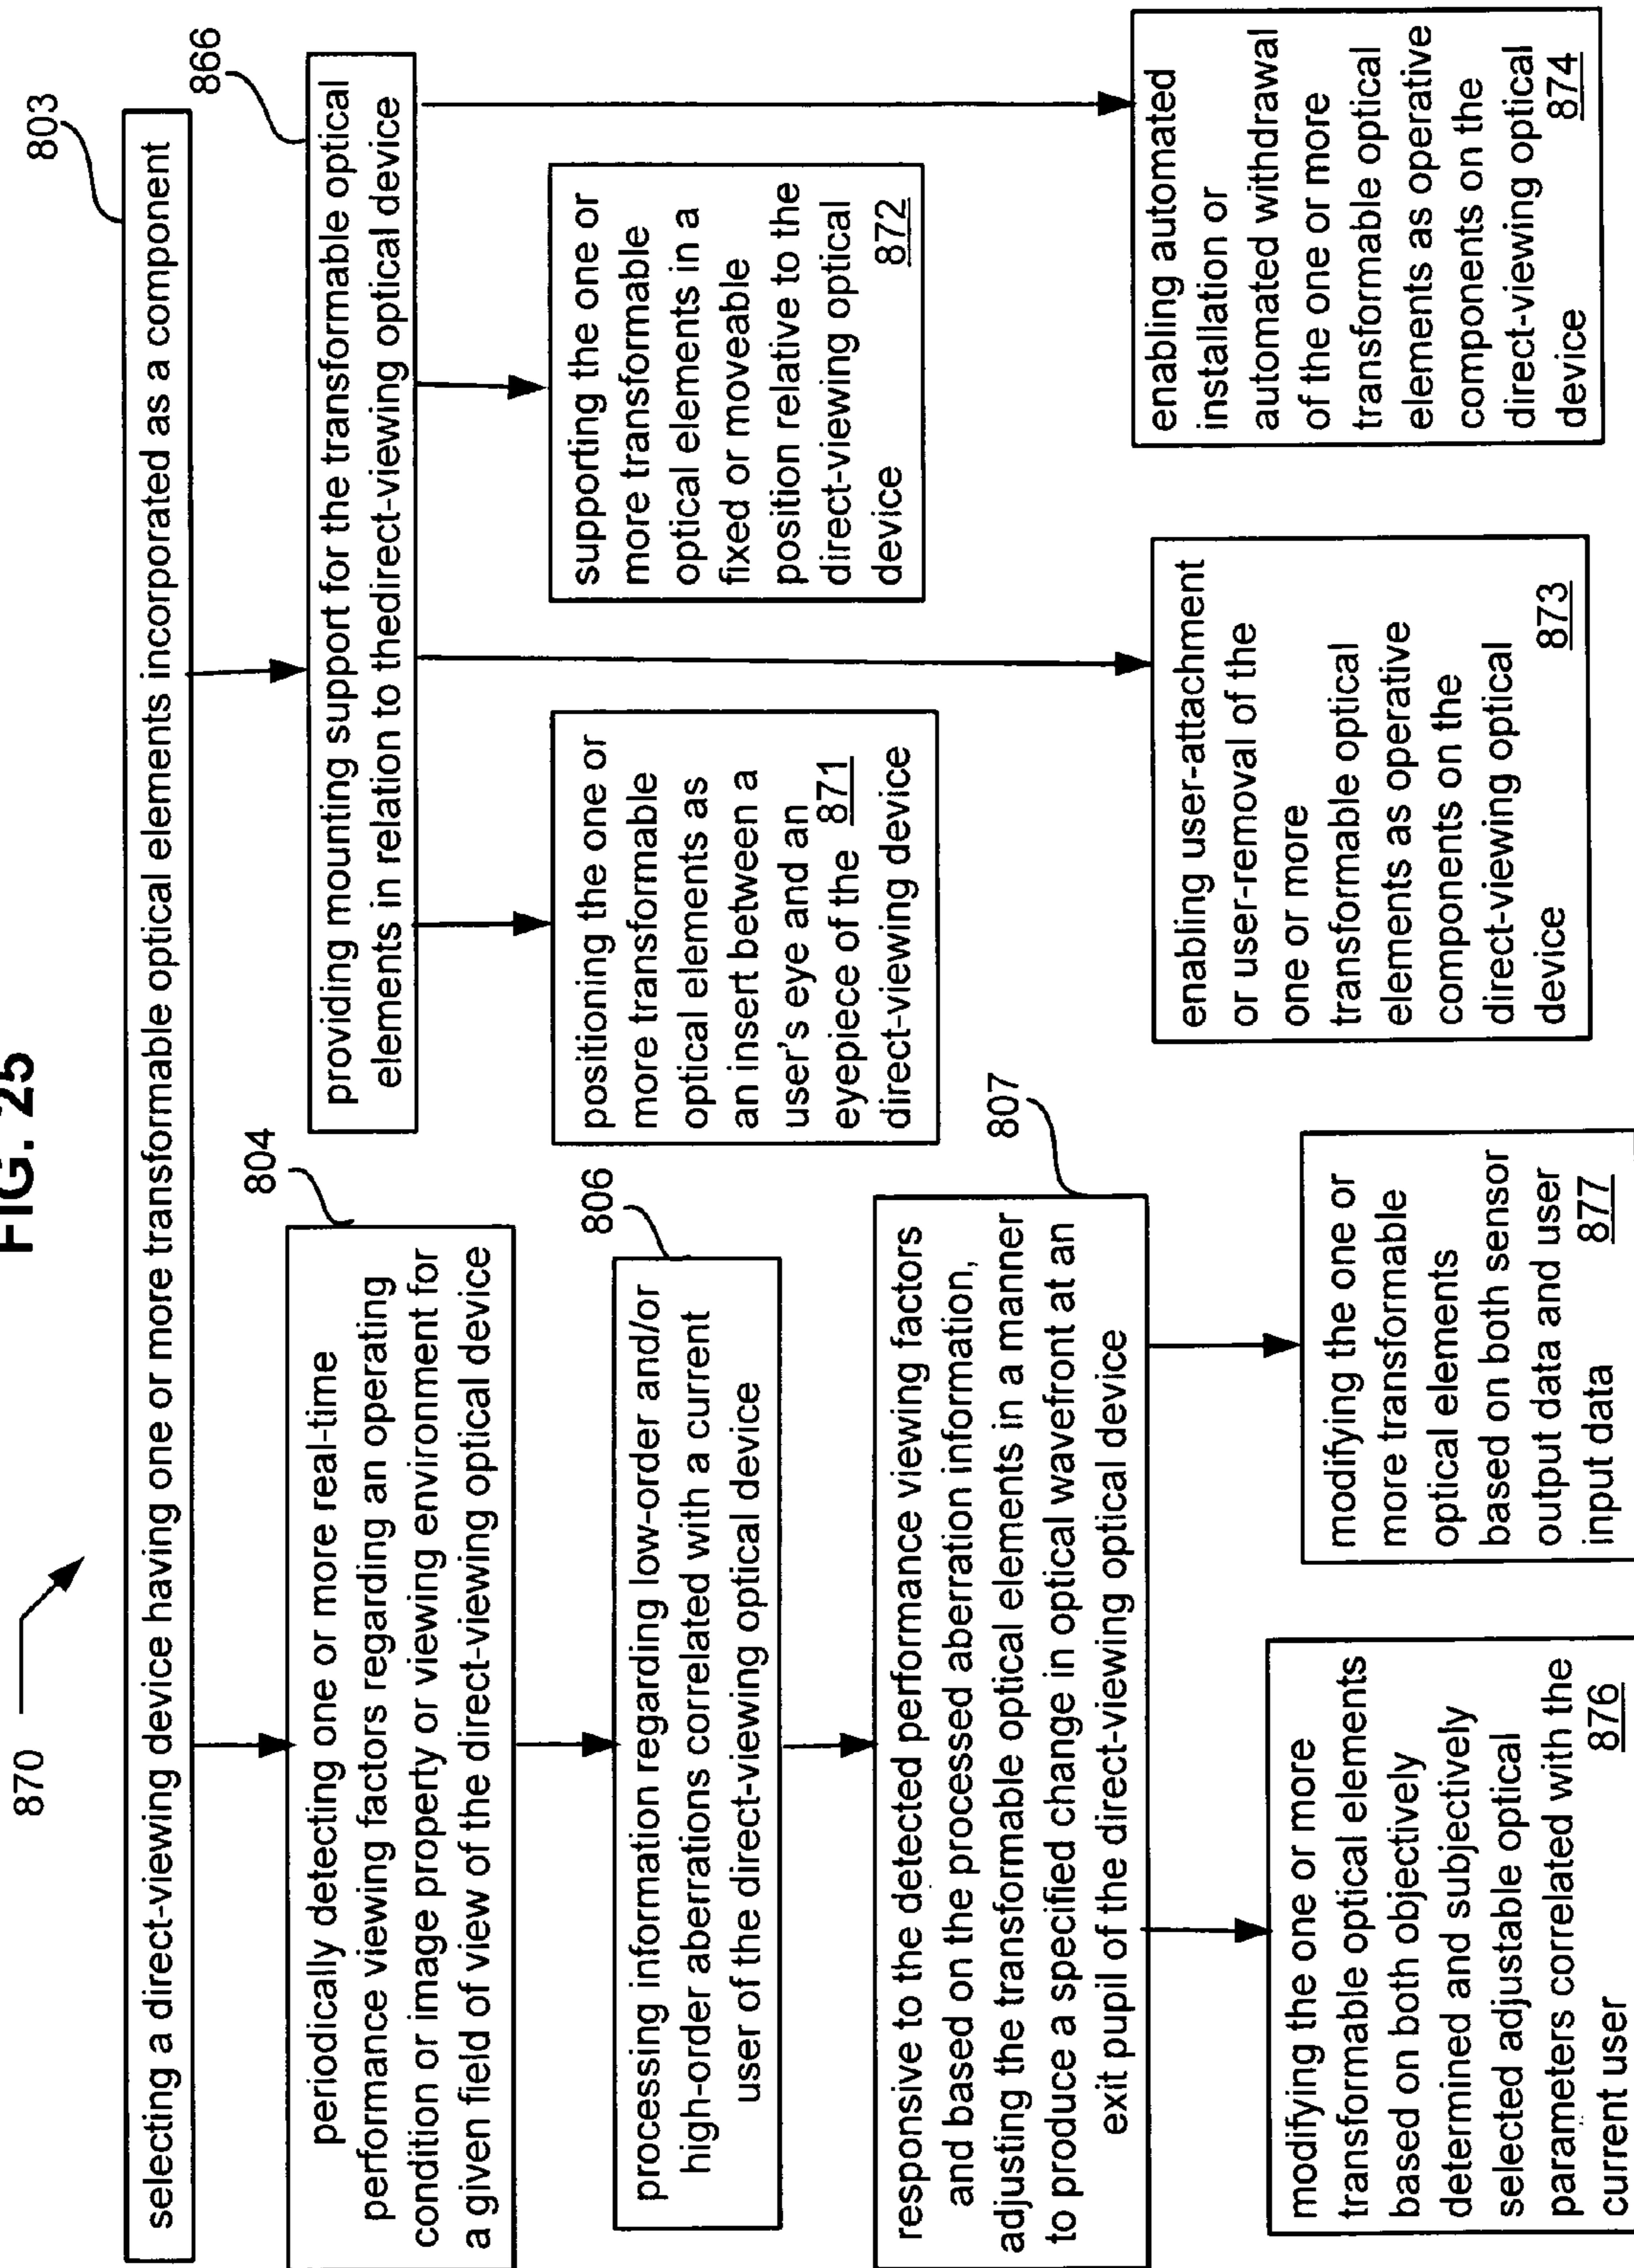 FIG. 25
870
803
selecting a direct-viewing device having one or more transformable optical elements incorporated as a component
804
periodically detecting one or more real-time
performance viewing factors regarding an operating
condition or image property or viewing environment for
a given field of view of the direct-viewing optical device
806
processing information regarding low-order and/or
high-order aberrations correlated with a current
user of the direct-viewing optical device
807
responsive to the detected performance viewing factors
and based on the processed aberration information,
adjusting the transformable optical elements in a manner
to produce a specified change in optical wavefront at an
exit pupil of the direct-viewing optical device
modifying the one or more
transformable optical elements
based on both objectively
determined and subjectively
selected adjustable optical
parameters correlated with the
current user 876
modifying the one or
more transformable
optical elements
based on both sensor
output data and user
input data 877
866
providing mounting support for the transformable optical
elements in relation to thedirect-viewing optical device
positioning the one or
more transformable
optical elements as
an insert between a
user's eye and an
eyepiece of the 871
direct-viewing device
supporting the one or
more transformable
optical elements in a
fixed or moveable
position relative to the
direct-viewing optical
device 872
enabling user-attachment
or user-removal of the
one or more
transformable optical
elements as operative
components on the
direct-viewing optical
device 873
enabling automated
installation or
automated withdrawal
of the one or more
transformable optical
elements as operative
components on the
direct-viewing optical
device 874